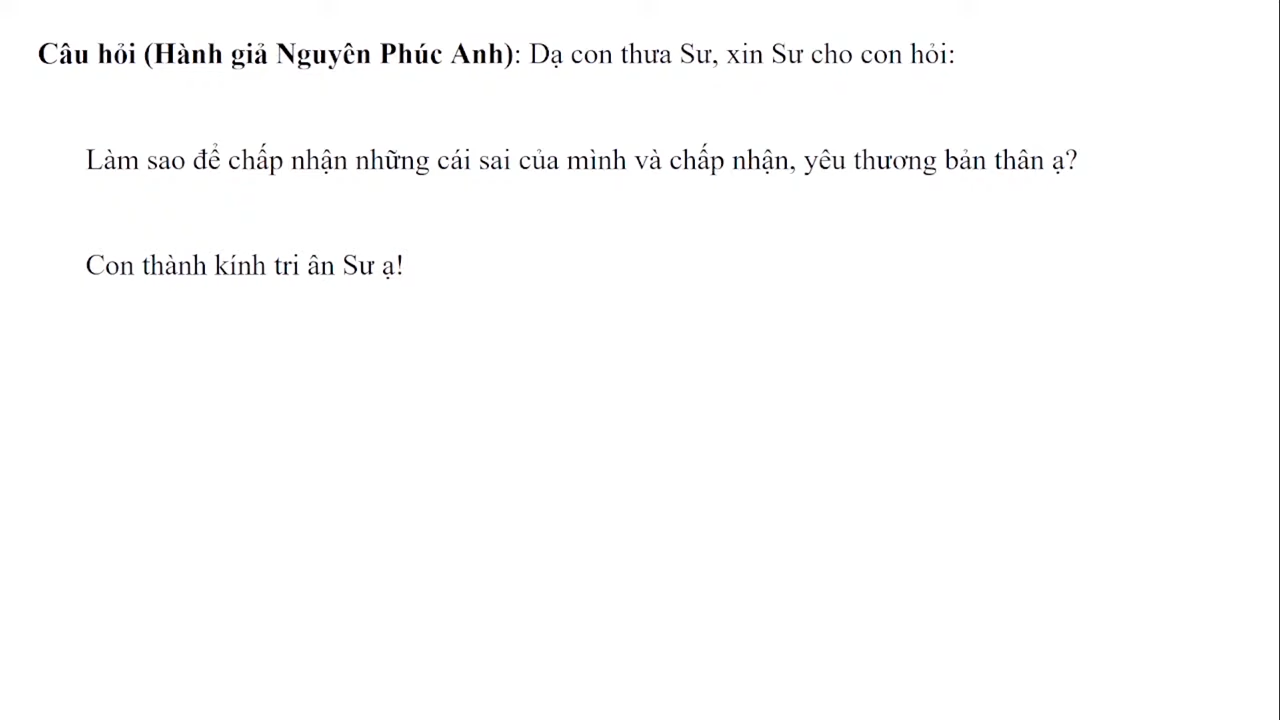 Câu hỏi (Hành giả Nguyên Phúc Anh): Dạ con thưa Sư, xin Sư cho con hỏi:
Làm sao để chấp nhận những cái sai của mình và chấp nhận, yêu thương bản thân ạ?
Con thành kính tri ân Sư ạ!